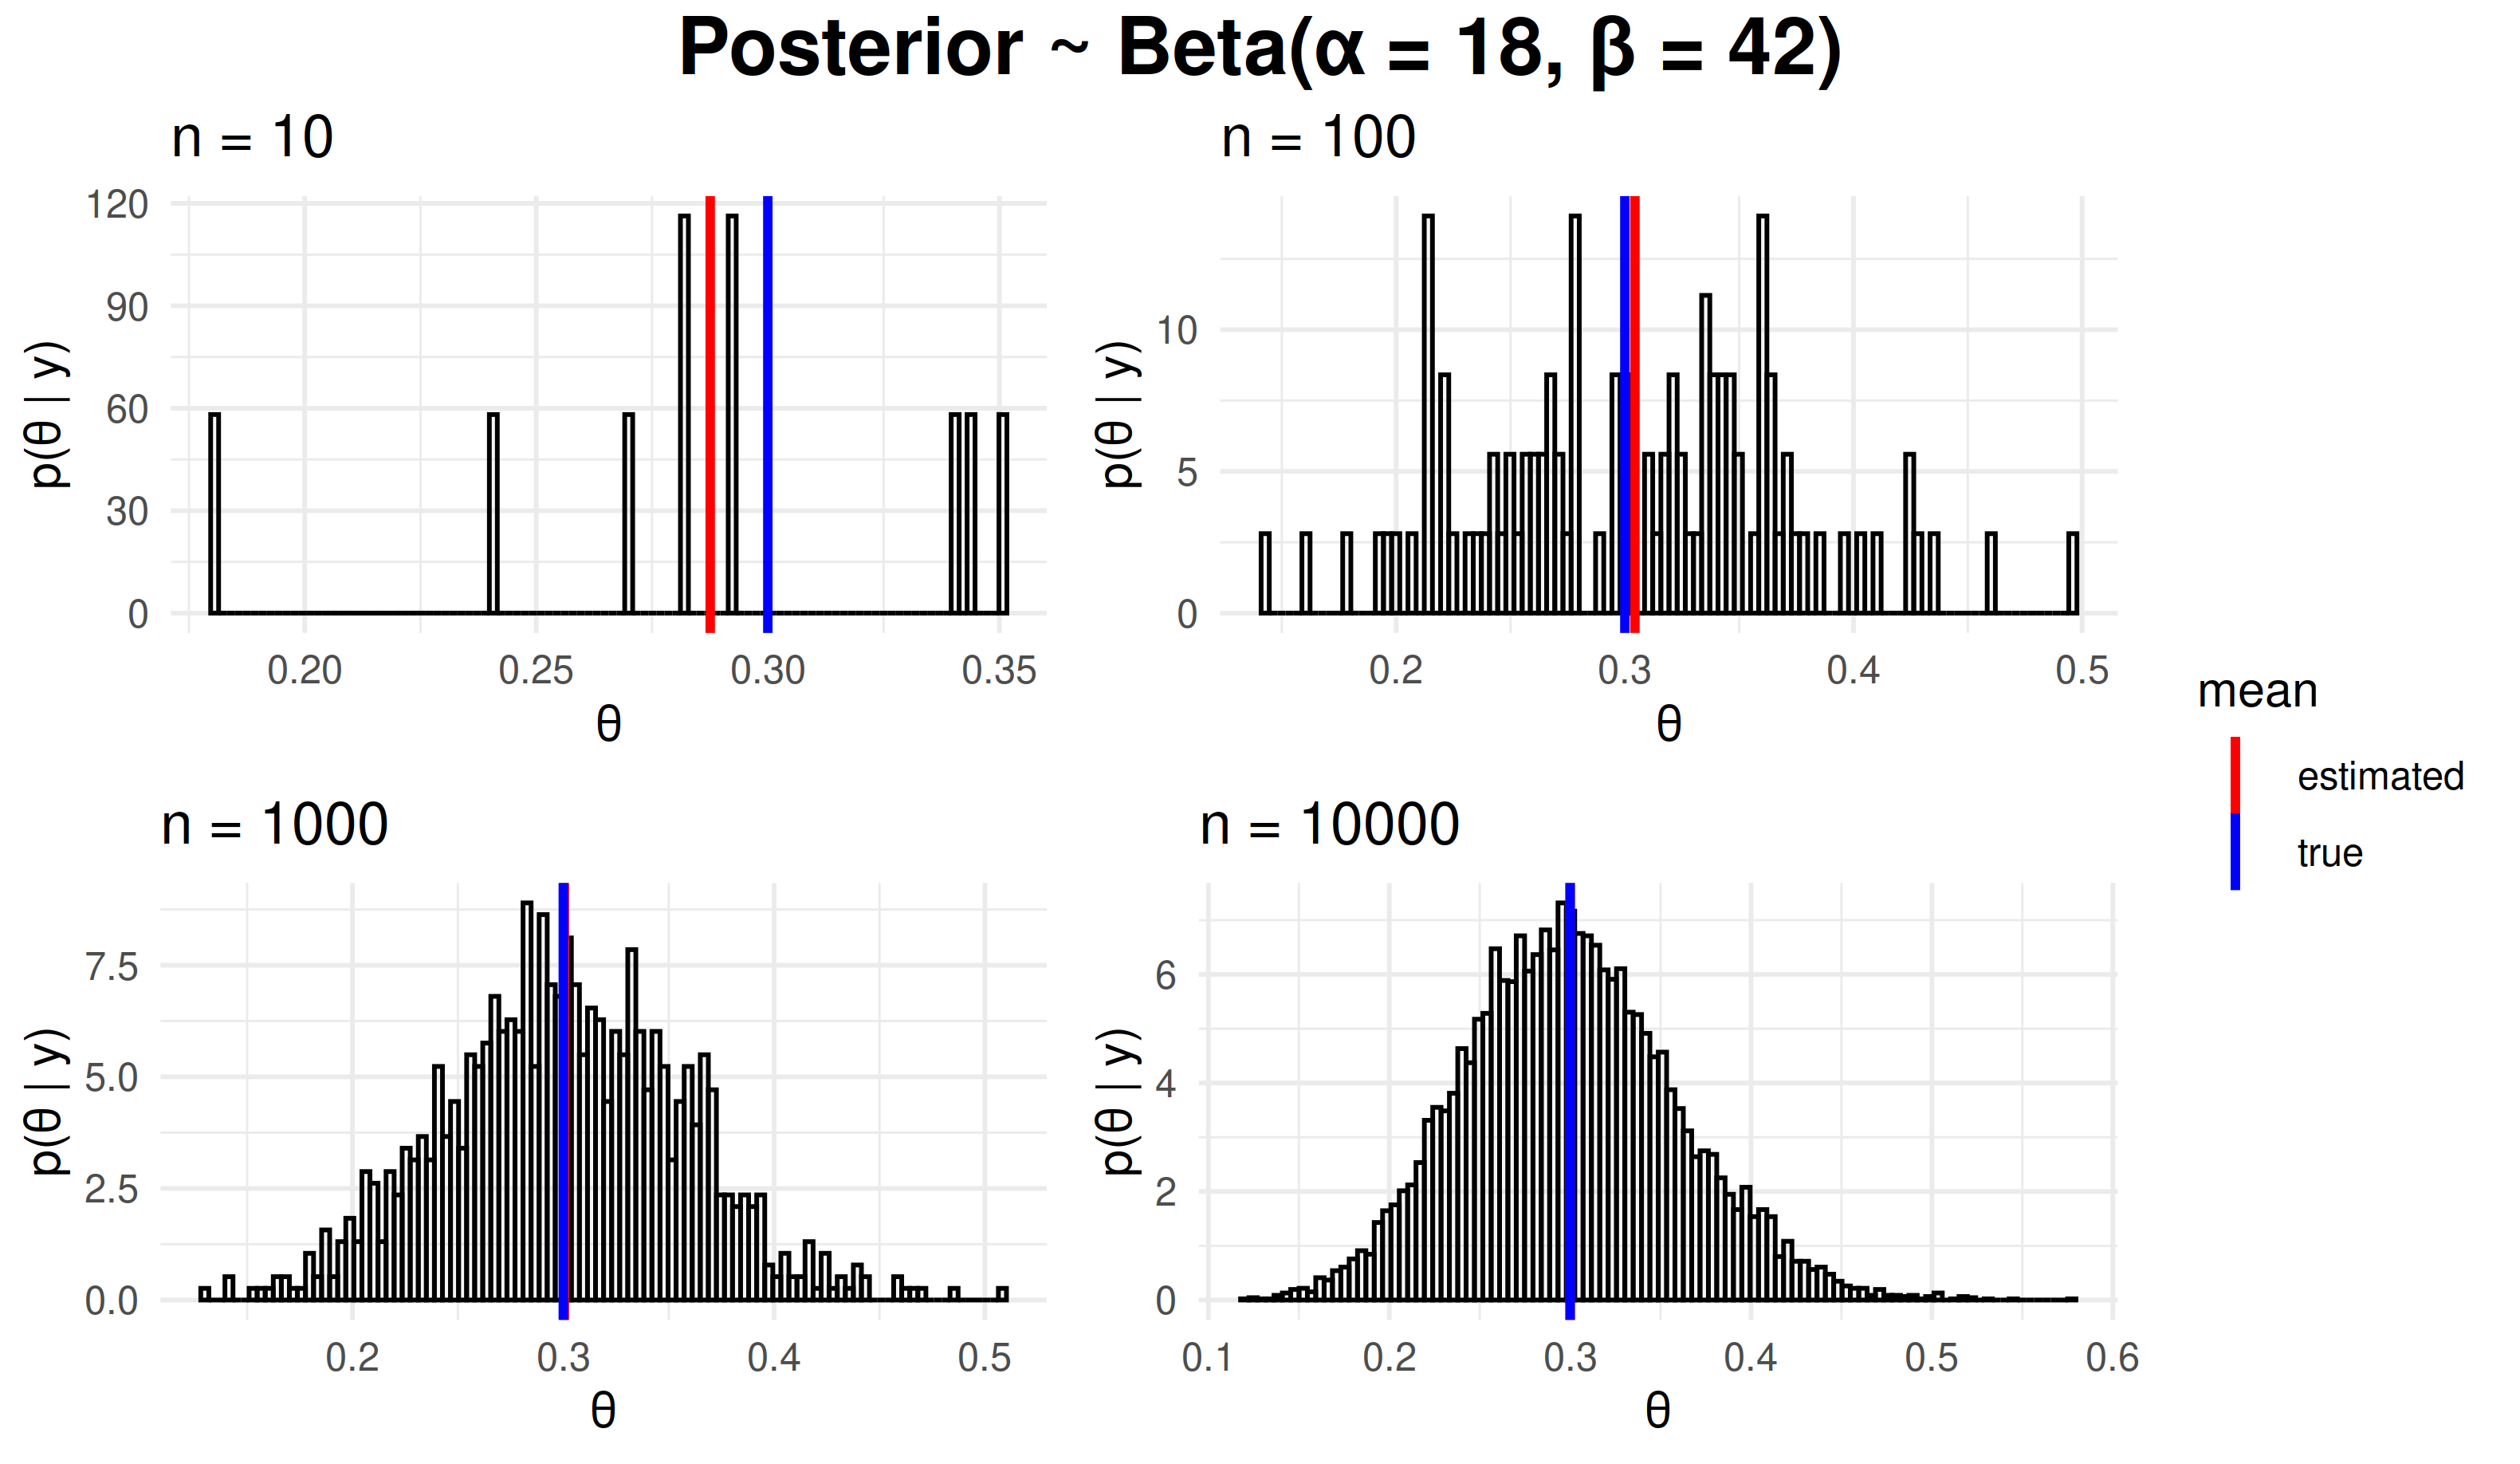 Posterior ~ Beta(α = 18, β = 42)
n = 10
120
90
60
30
0
p(θ | y)
0.20 0.25 0.30 0.35
θ
n = 100
10
5
0
p(θ | y)
0.2 0.3 0.4 0.5
θ
n = 1000
7.5
5.0
2.5
0.0
p(θ | y)
0.2 0.3 0.4 0.5
θ
n = 10000
6
4
2
0
p(θ | y)
0.1 0.2 0.3 0.4 0.5 0.6
θ
mean
estimated
true